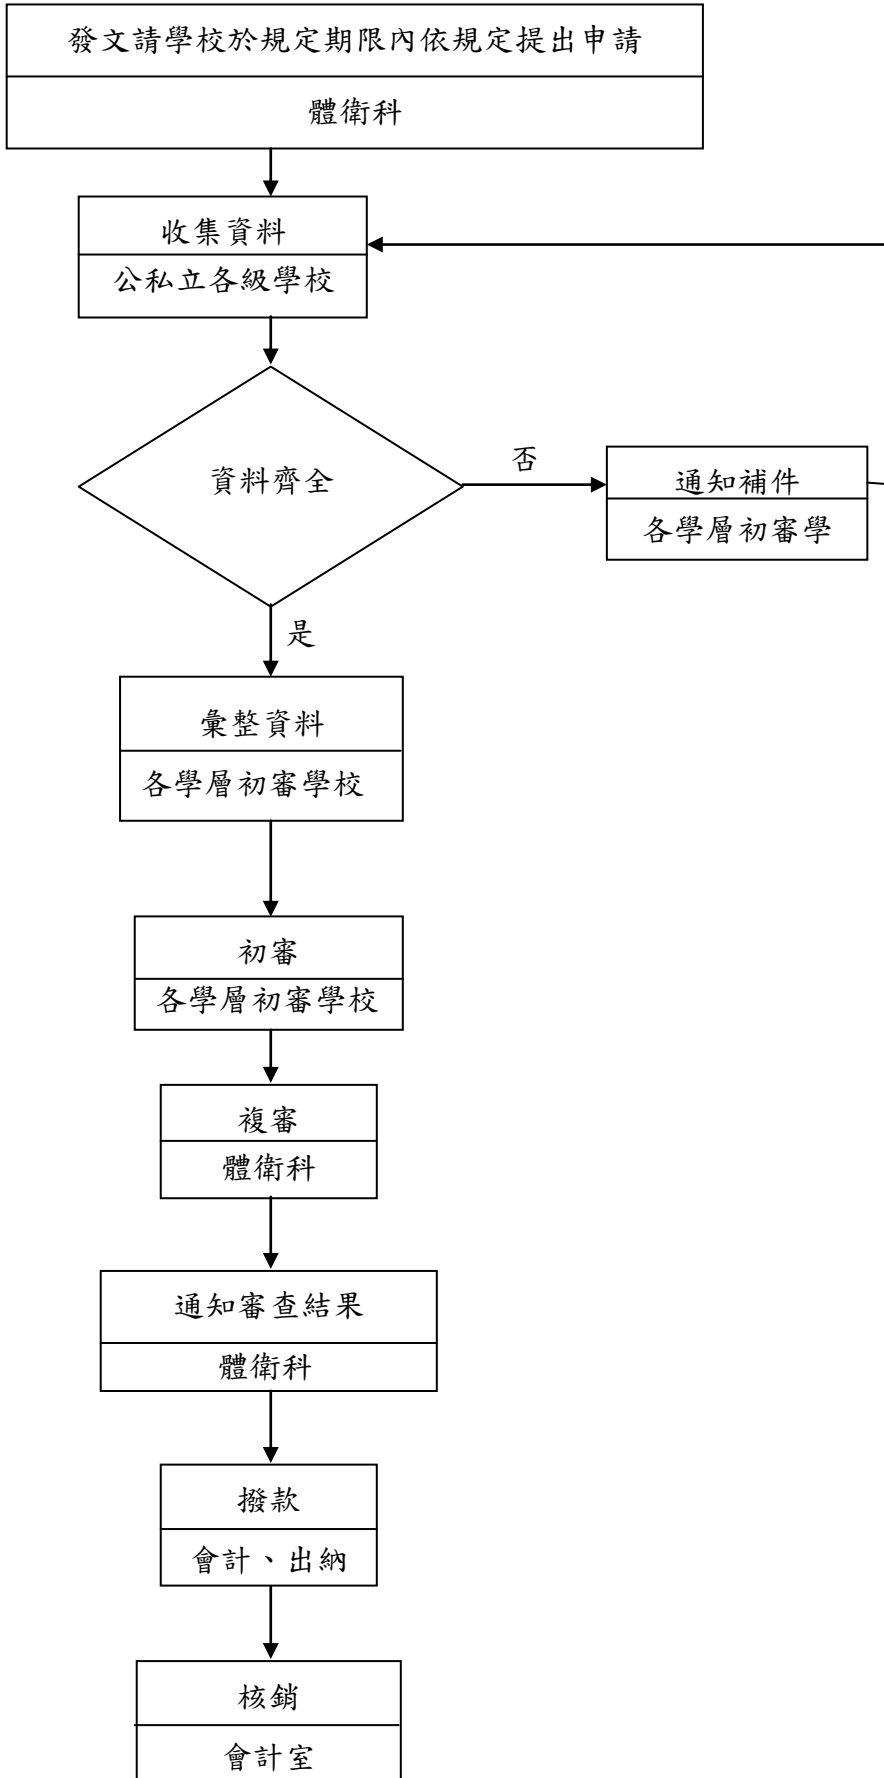 發文請學校於規定期限內依規定提出申請
體衛科
收集資料
公私立各級學校
資料齊全
否
通知補件
各學層初審學
是
彙整資料
各學層初審學校
初審
各學層初審學校
複審
體衛科
通知審查結果
體衛科
撥款
會計、出納
核銷
會計室